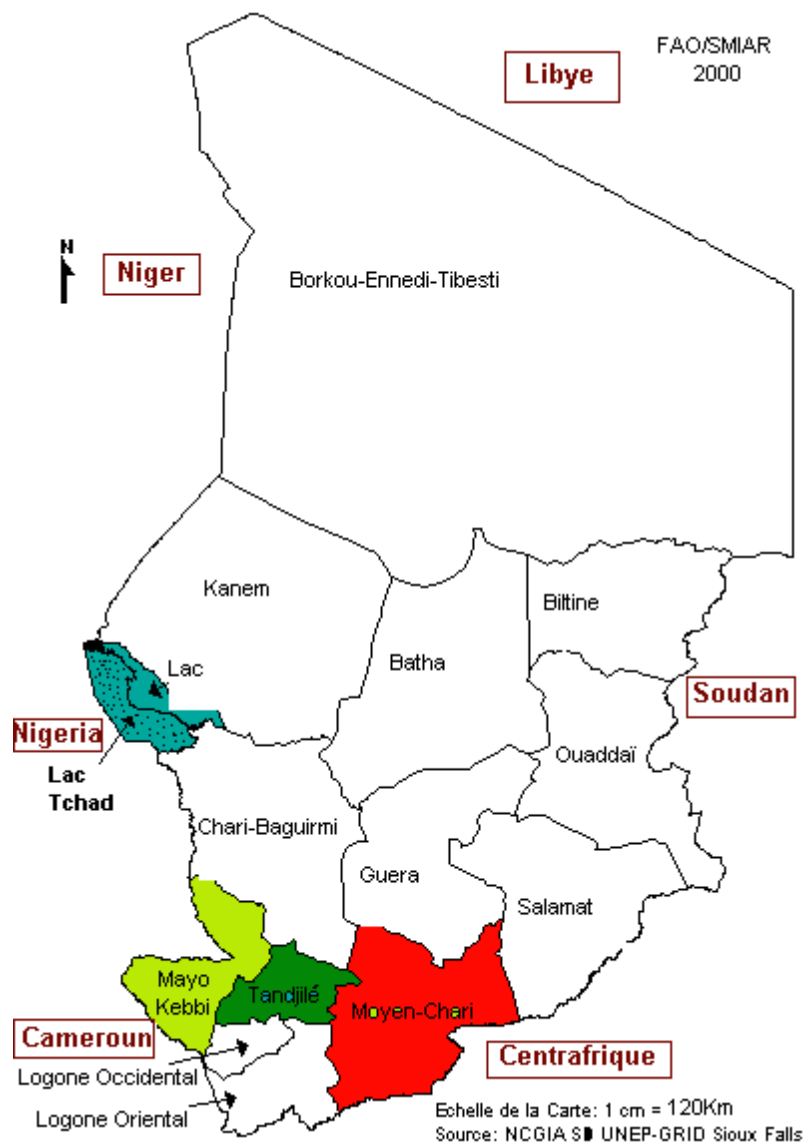 FAO/SMIAR
2000
Libye
N
Niger
Borkou-Ennedi-Tibesti
Kanem
Biltine
Batha
Lac
Soudan
Nigeria
Ouaddaï
Lac
Tchad
Chari-Baguirmi
Guera
Salamat
Mayo
Kebbi
Tandjilé
Moyen-Chari
Cameroun
Centrafrique
Logone Occidental
Logone Oriental
Echelle de la Carte: 1 cm = 120Km
Source: NCGIA UNEP-GRID Sioux Falls